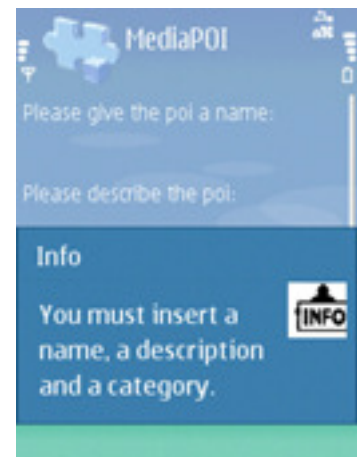 MediaPOI
Please give the poi a name:
Please describe the poi:
Info
INFO
You must insert a
name, a description
and a category.